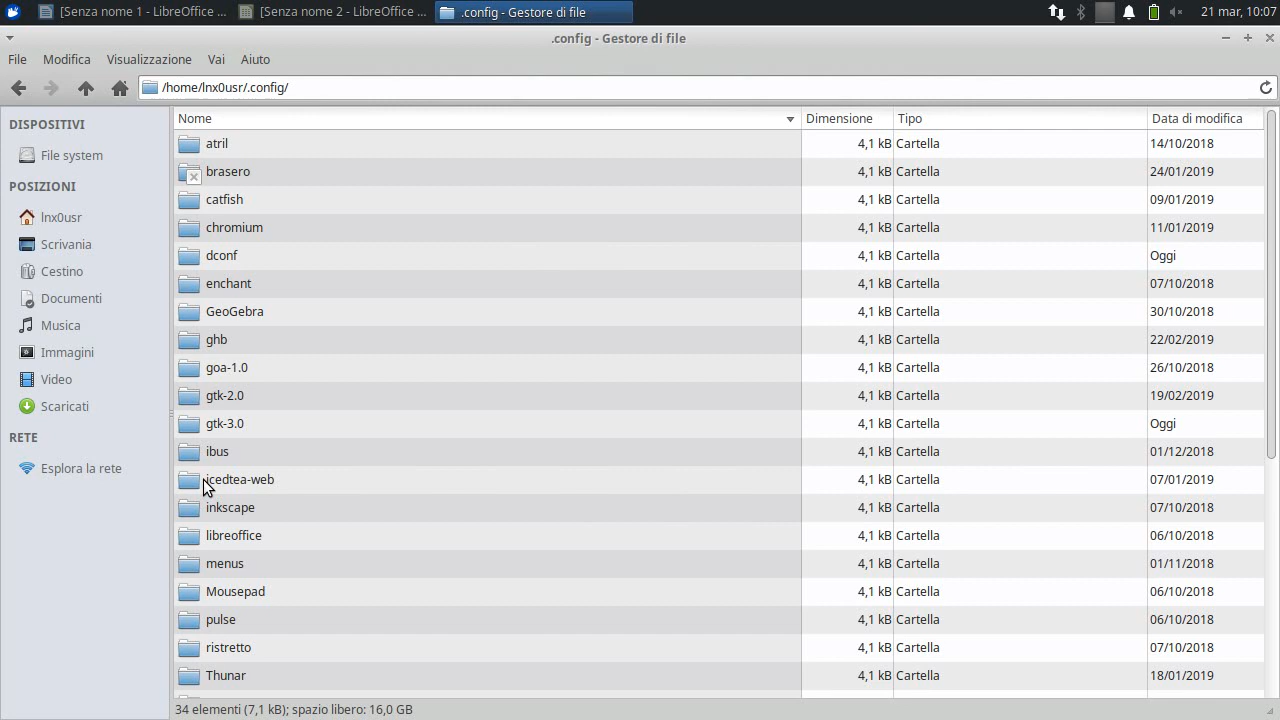 [Senza nome 1 - LibreOffice ... [Senza nome 2 - LibreOffice ... .config - Gestore di file 21 mar, 10:07
.config - Gestore di file
File Modifica Visualizzazione Vai Aiuto
/home/lnx0usr/.config/
DISPOSITIVI
File system
POSIZIONI
lnx0usr
Scrivania
Cestino
Documenti
Musica
Immagini
Video
Scaricati
RETE
Esplora la rete
Nome Dimensione Tipo Data di modifica
atril 4,1 kB Cartella 14/10/2018
brasero 4,1 kB Cartella 24/01/2019
catfish 4,1 kB Cartella 09/01/2019
chromium 4,1 kB Cartella 11/01/2019
dconf 4,1 kB Cartella Oggi
enchant 4,1 kB Cartella 07/10/2018
GeoGebra 4,1 kB Cartella 30/10/2018
ghb 4,1 kB Cartella 22/02/2019
goa-1.0 4,1 kB Cartella 26/10/2018
gtk-2.0 4,1 kB Cartella 19/02/2019
gtk-3.0 4,1 kB Cartella Oggi
ibus 4,1 kB Cartella 01/12/2018
icedtea-web 4,1 kB Cartella 07/01/2019
inkscape 4,1 kB Cartella 07/10/2018
libreoffice 4,1 kB Cartella 06/10/2018
menus 4,1 kB Cartella 01/11/2018
Mousepad 4,1 kB Cartella 06/10/2018
pulse 4,1 kB Cartella 06/10/2018
ristretto 4,1 kB Cartella 07/10/2018
Thunar 4,1 kB Cartella 18/01/2019
34 elementi (7,1 kB); spazio libero: 16,0 GB